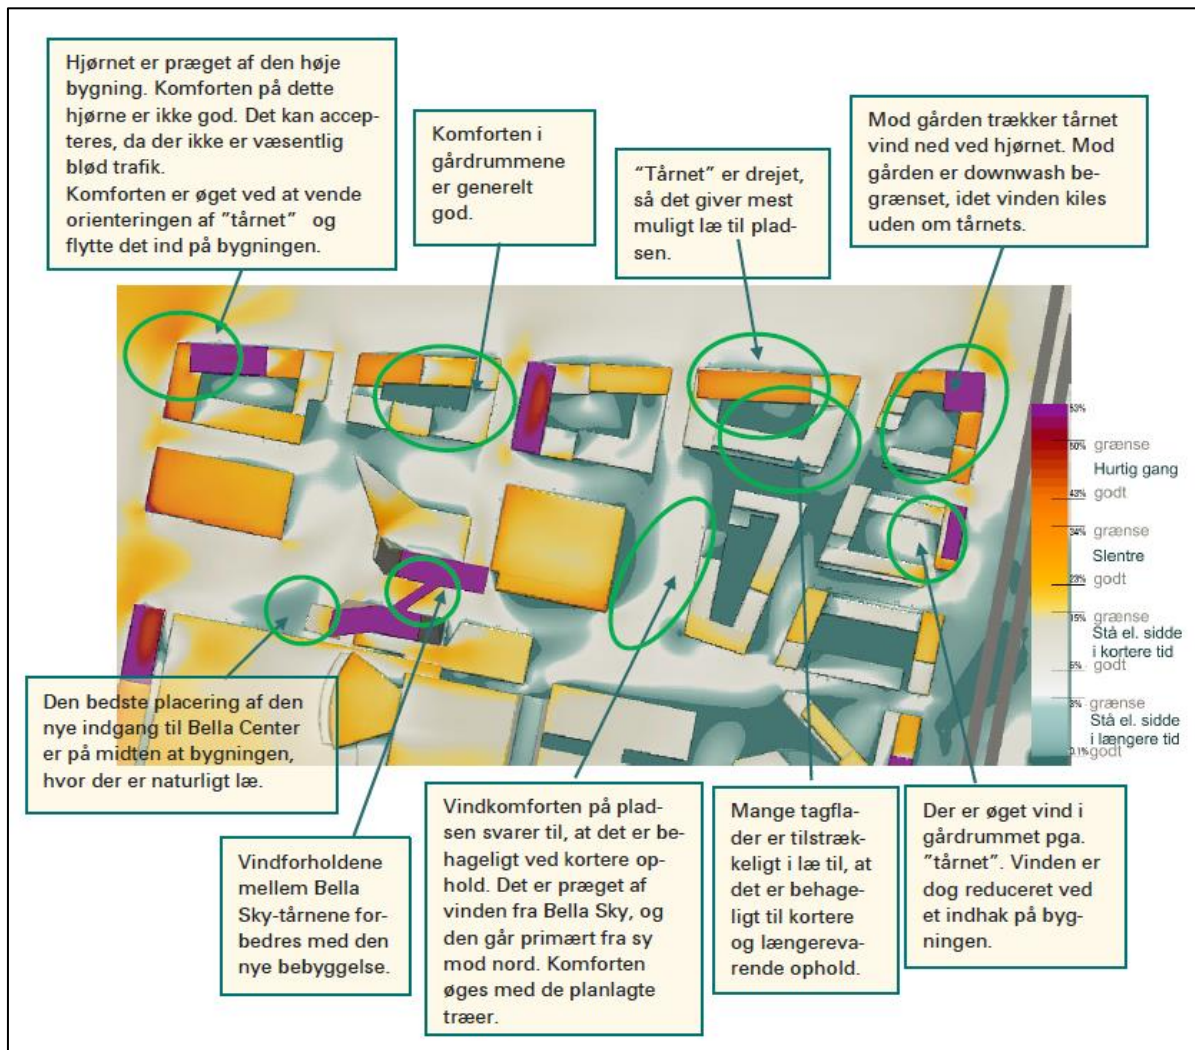 Hjørnet er præget af den høje
bygning. Komforten på dette
hjørne er ikke god. Det kan accep-
teres, da der ikke er væsentlig
blød trafik.
Komforten er øget ved at vende
orienteringen af ”tårnet” og
flytte det ind på bygningen.
Komforten i
gårdrummene
er generelt
god.
“Tårnet” er drejet,
så det giver mest
muligt læ til plad-
sen.
Mod gården trækker tårnet
vind ned ved hjørnet. Mod
gården er downwash be-
grænset, idet vinden kiles
uden om tårnets.
53%
50%
grænse
Hurtig gang
43%
godt
34%
grænse
Slentre
23%
godt
15%
grænse
Stå el. sidde
i kortere tid
6%
godt
3%
grænse
Stå el. sidde
i længere tid
0.1%
godt
Den bedste placering af den
nye indgang til Bella Center
er på midten at bygningen,
hvor der er naturligt læ.
Vindforholdene
mellem Bella
Sky-tårnene for-
bedres med den
nye bebyggelse.
Vindkomforten på plad-
sen svarer til, at det er be-
hageligt ved kortere op-
hold. Det er præget af
vinden fra Bella Sky, og
den går primært fra sy
mod nord. Komforten
øges med de planlagte
træer.
Mange tagfla-
der er tilstræk-
keligt i læ til, at
det er behage-
ligt til kortere
og længereva-
rende ophold.
Der er øget vind i
gårdrummet pga.
”tårnet”. Vinden er
dog reduceret ved
et indhak på byg-
ningen.